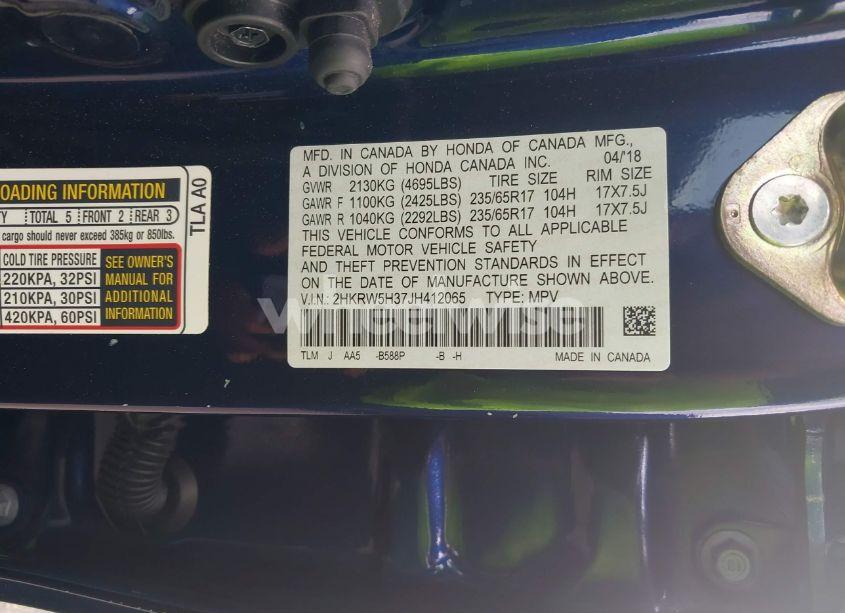 OADING INFORMATION
TY TOTAL 5 FRONT 2 REAR 3
cargo should never exceed 385kg or 850lbs.
COLD TIRE PRESSURE
220KPA, 32PSI
210KPA, 30PSI
420KPA, 60PSI
SEE OWNER'S
MANUAL FOR
ADDITIONAL
INFORMATION
TLA A0
MFD. IN CANADA BY HONDA OF CANADA MFG.,
A DIVISION OF HONDA CANADA INC. 04/'18
GVWR 2130KG (4695LBS) TIRE SIZE RIM SIZE
GAWR F 1100KG (2425LBS) 235/65R17 104H 17X7.5J
GAWR R 1040KG (2292LBS) 235/65R17 104H 17X7.5J
THIS VEHICLE CONFORMS TO ALL APPLICABLE
FEDERAL MOTOR VEHICLE SAFETY
AND THEFT PREVENTION STANDARDS IN EFFECT
ON THE DATE OF MANUFACTURE SHOWN ABOVE.
V.I.N.: 2HKRW5H37JH412065 TYPE: MPV
wheelwise
TLM J AA5 -B588P -B -H MADE IN CANADA